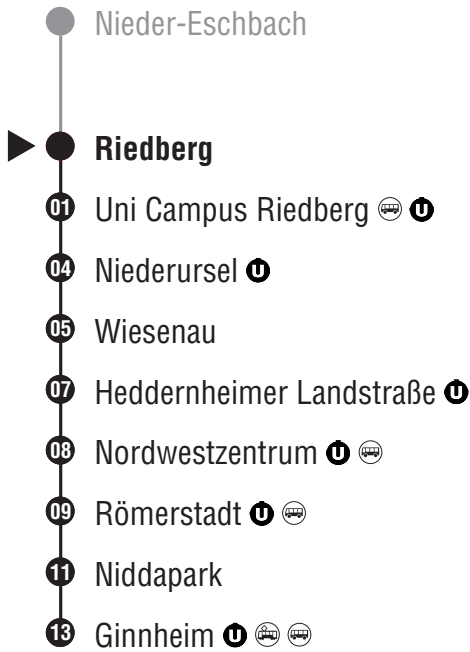 Nieder-Eschbach
Riedberg
01 Uni Campus Riedberg U
04 Niederursel U
05 Wiesenau
07 Heddernheimer Landstraße U
08 Nordwestzentrum U
09 Römerstadt U
11 Niddapark
13 Ginnheim U